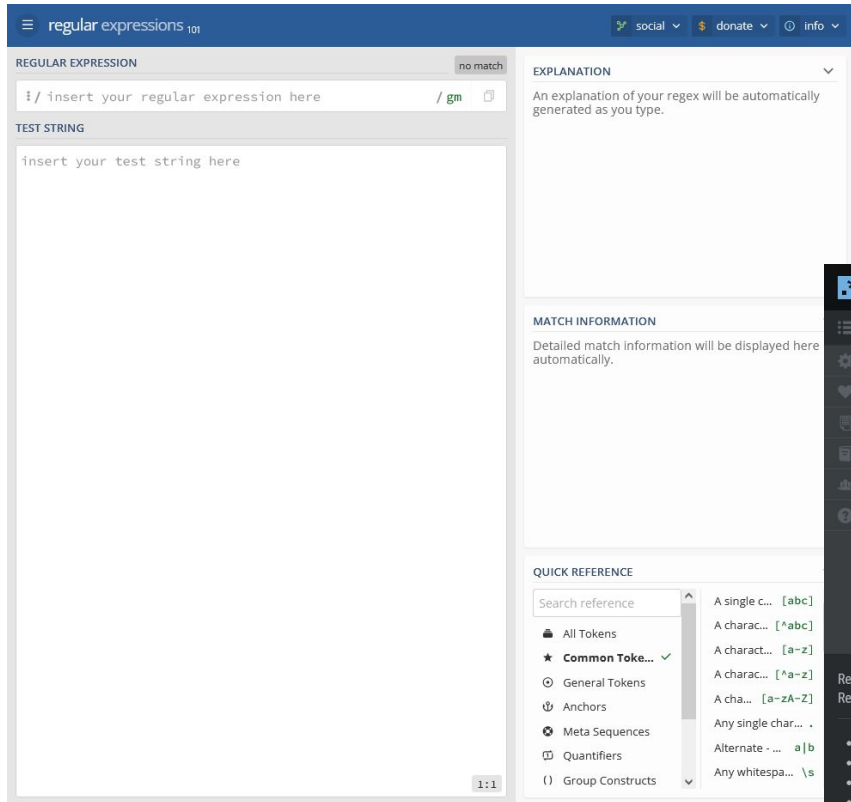 regular expressions 101
social
$ donate
info
REGULAR EXPRESSION
no match
/ insert your regular expression here / gm
TEST STRING
insert your test string here
1:1
EXPLANATION
An explanation of your regex will be automatically
generated as you type.
MATCH INFORMATION
Detailed match information will be displayed here
automatically.
QUICK REFERENCE
Search reference
All Tokens
Common Toke...
General Tokens
Anchors
Meta Sequences
Quantifiers
() Group Constructs
A single c... [abc]
A charac... [^abc]
A charact... [a-z]
A charac... [^a-z]
A cha... [a-zA-Z]
Any single char... .
Alternate - ... a|b
Any whitespa... \s
Re
Re